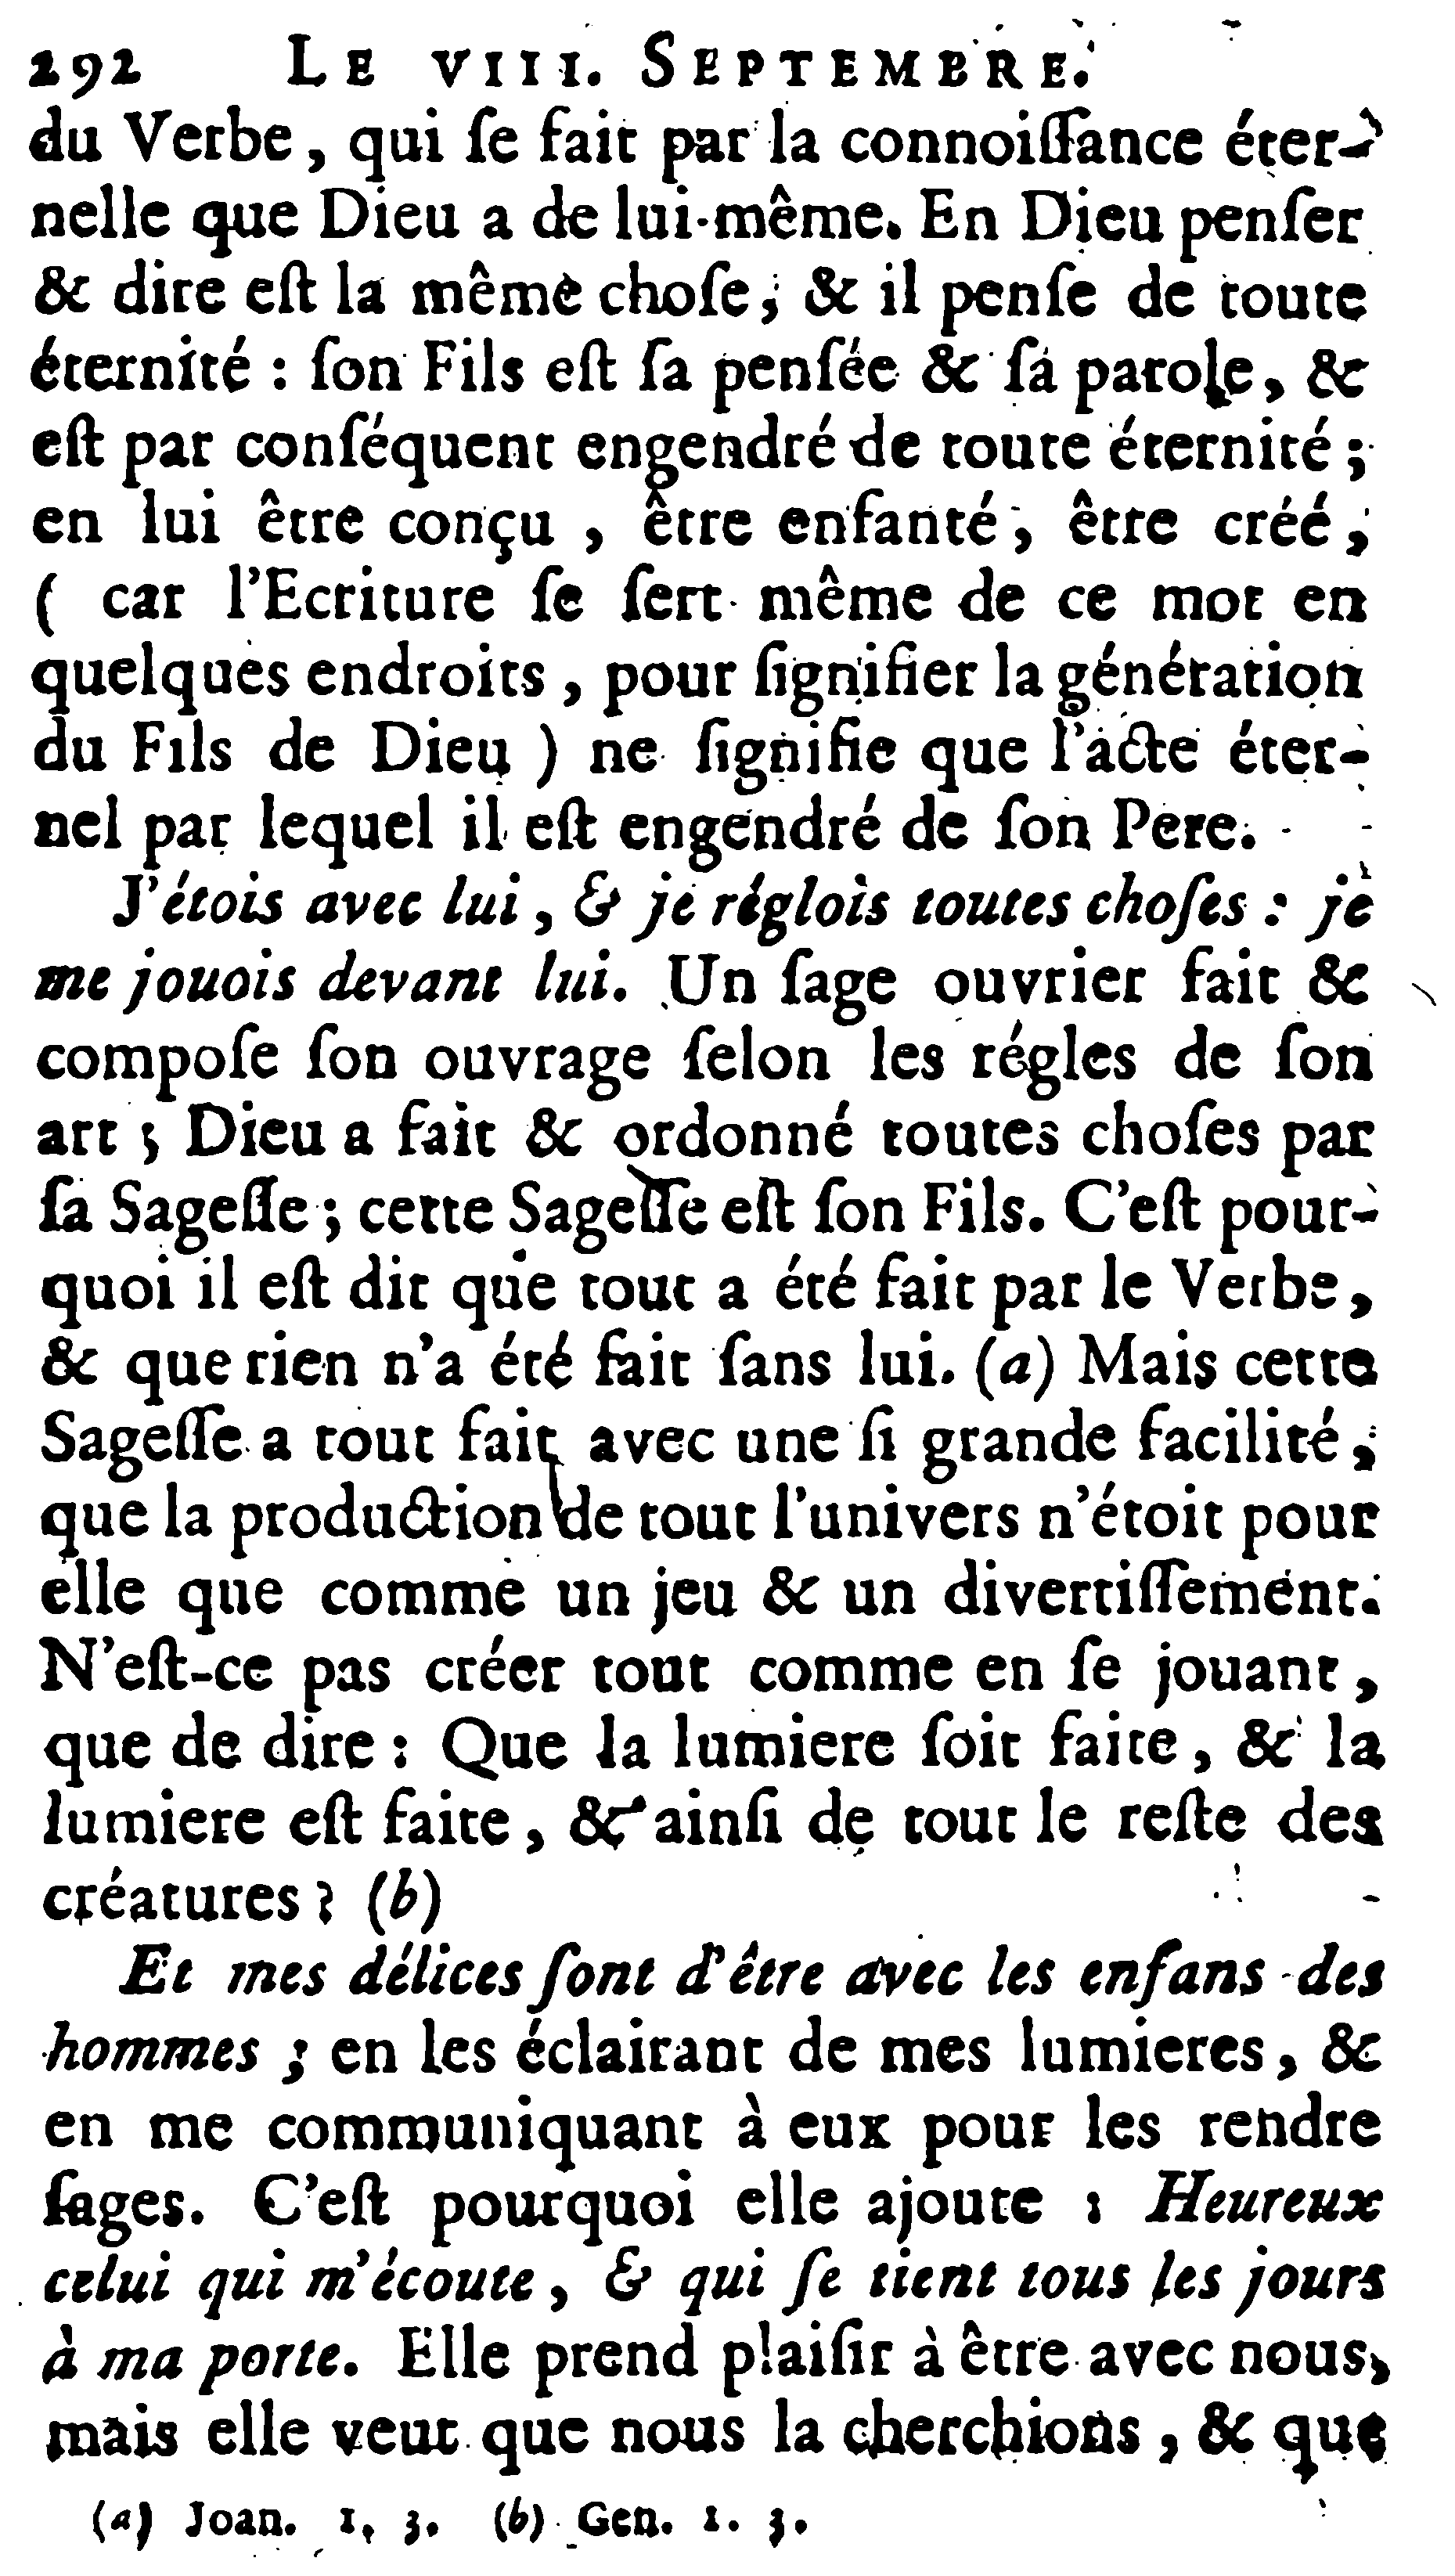 292 LE VIII. SEPTEMBRE.
du Verbe, qui ſe fait par la connoiſſance éter-
nelle que Dieu a de lui-même. En Dieu penſer
& dire eſt la même choſe, & il penſe de toute
éternité : ſon Fils eſt ſa penſée & ſa parole, &
eſt par conſéquent engendré de toute éternité ;
en lui être conçu , être enfanté, être créé,
( car l'Ecriture ſe ſert même de ce mot en
quelques endroits , pour ſignifier la génération
du Fils de Dieu ) ne ſignifie que l'acte éter-
nel par lequel il eſt engendré de ſon Pere.
J'étois avec lui, & je réglois toutes choſes : je
me jouois devant lui. Un ſage ouvrier fait &
compoſe ſon ouvrage ſelon les régles de ſon
art ; Dieu a fait & ordonné toutes choſes par
ſa Sageſſe ; cette Sageſſe eſt ſon Fils. C'eſt pour-
quoi il eſt dit que tout a été fait par le Verbe,
& que rien n'a été fait ſans lui. (a) Mais cette
Sageſſe a tout fait avec une ſi grande facilité,
que la production de tout l'univers n'étoit pour
elle que comme un jeu & un divertiſſement.
N'eſt-ce pas créer tout comme en ſe jouant ,
que de dire : Que la lumiere ſoit faite, & la
lumiere eſt faite, & ainſi de tout le reſte des
créatures ? (b)
Et mes délices ſont d'être avec les enfans des
hommes ; en les éclairant de mes lumieres, &
en me communiquant à eux pour les rendre
ſages. C'eſt pourquoi elle ajoute : Heureux
celui qui m'écoute, & qui ſe tient tous les jours
à ma porte. Elle prend plaiſir à être avec nous,
mais elle veut que nous la cherchions , & que
(a) Joan. 1, 3. (b) Gen. 1. 3.